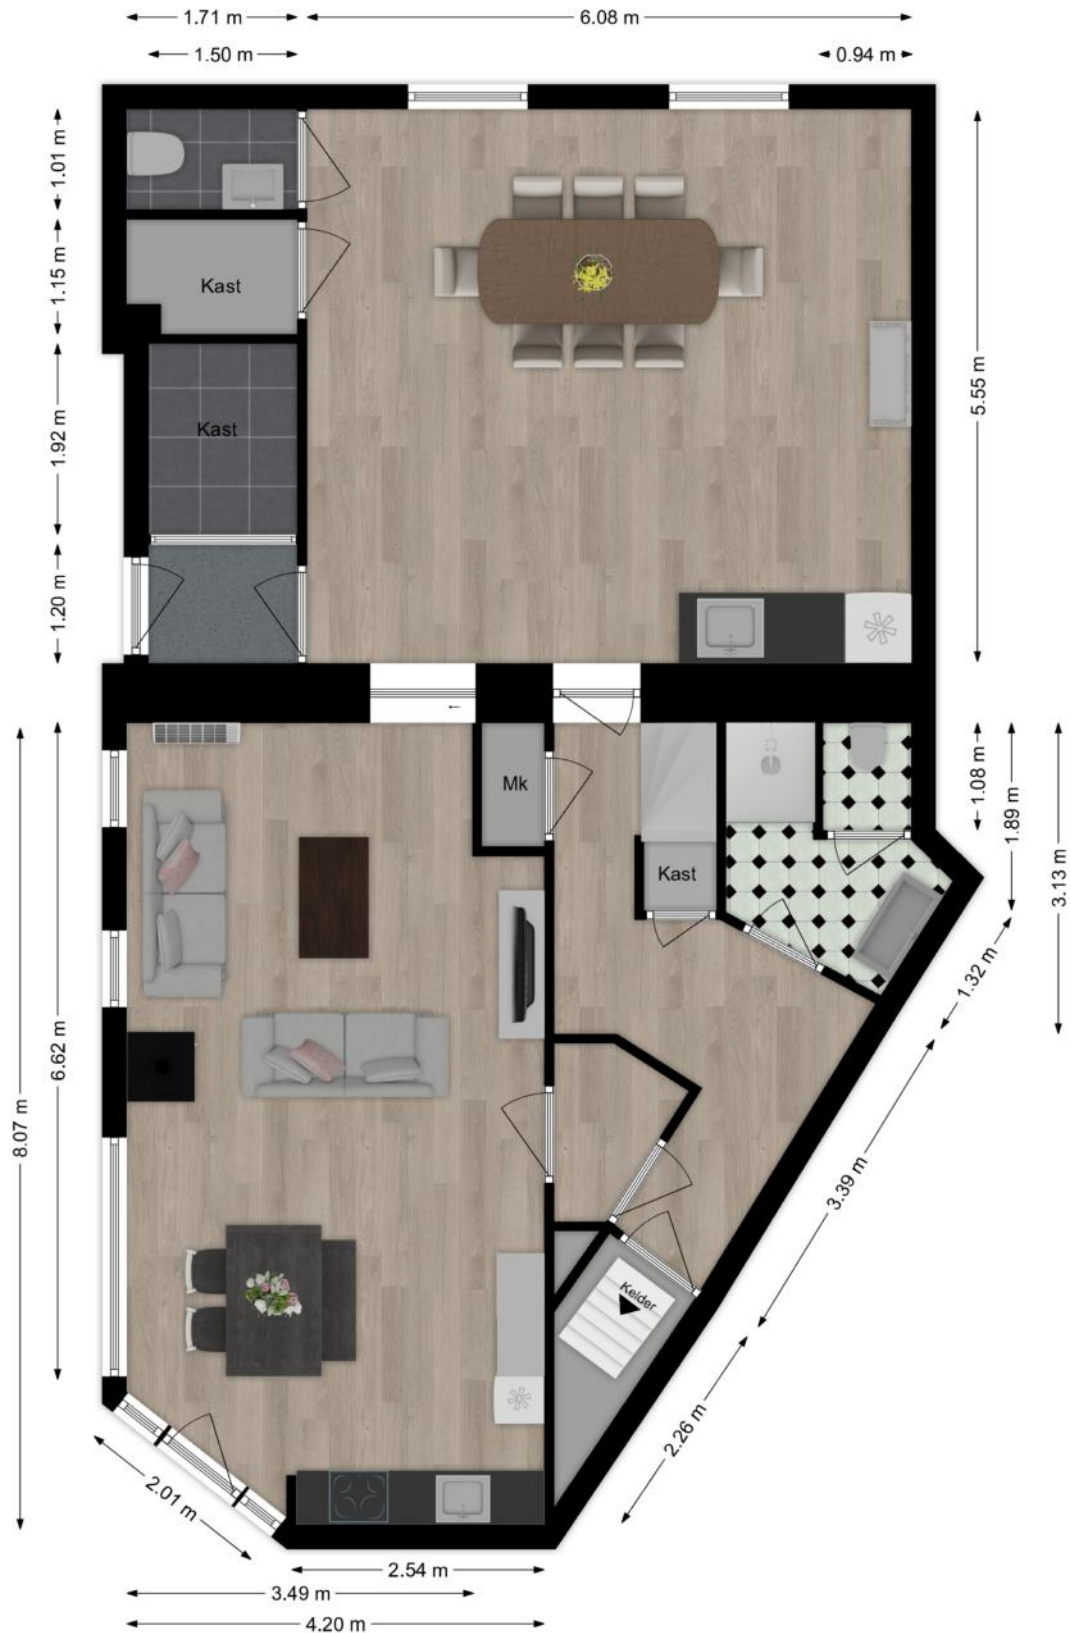 1.71 m
6.08 m
1.50 m
0.94 m
1.01 m
1.15 m
Kast
5.55 m
1.92 m
Kast
1.20 m
Mk
1.08 m
1.89 m
3.13 m
Kast
1.32 m
6.62 m
8.07 m
3.39 m
Kelder
2.26 m
2.01 m
2.54 m
3.49 m
4.20 m